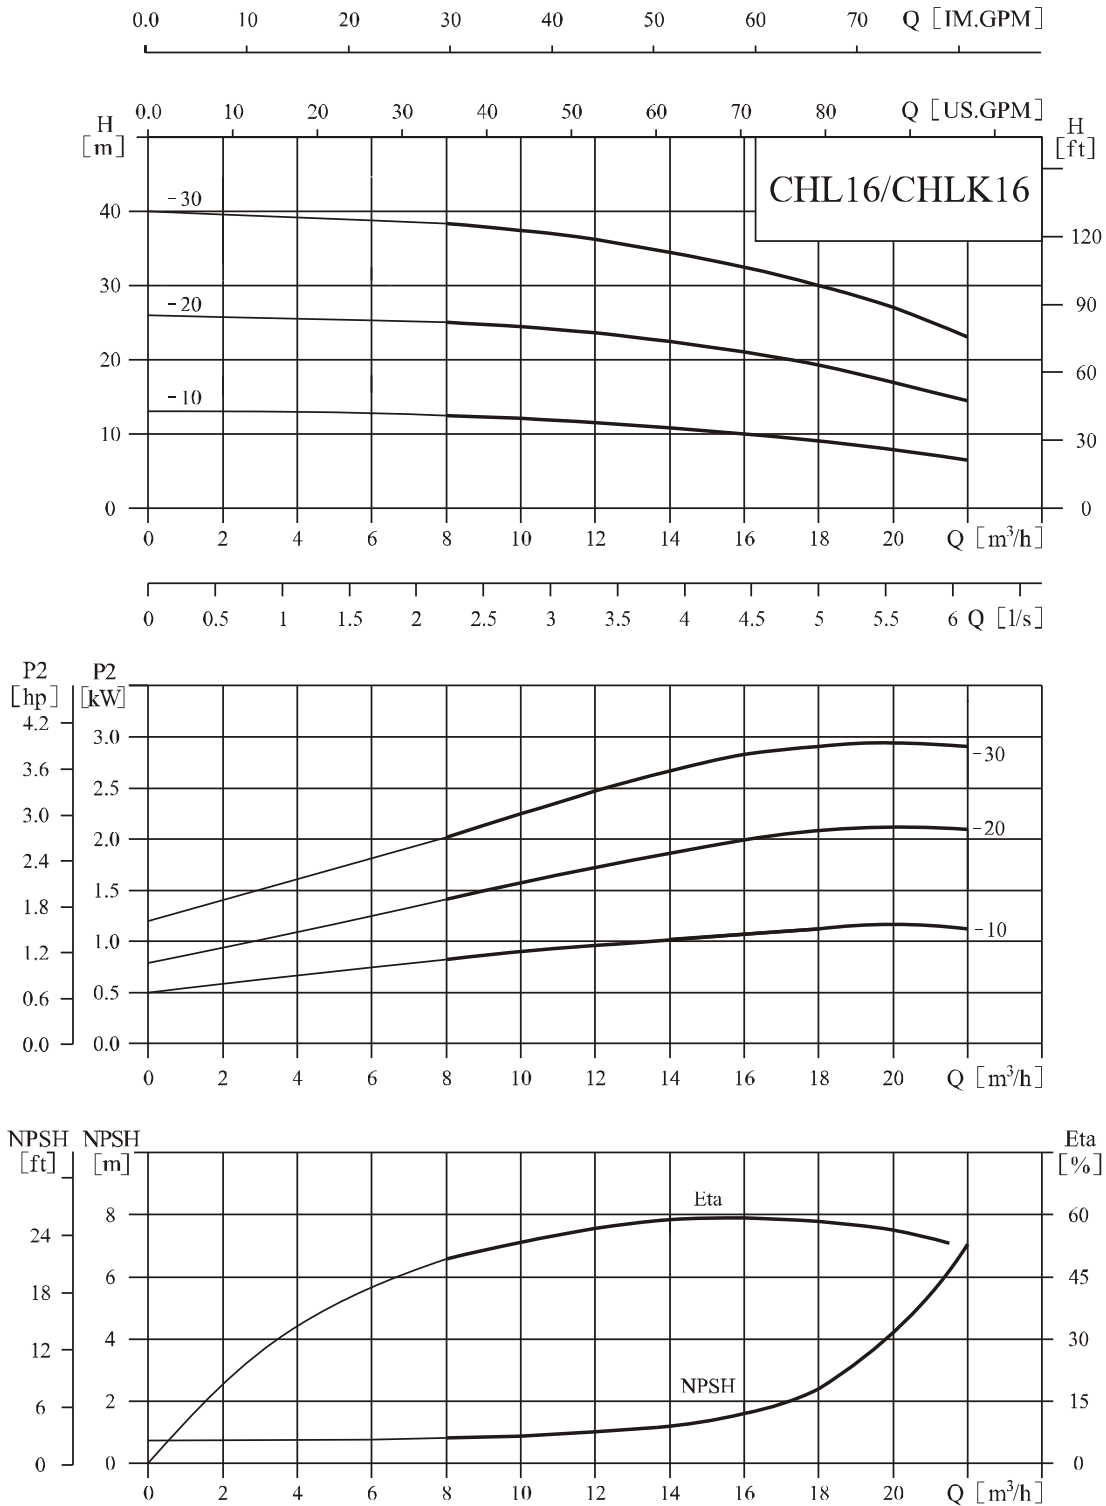 0.0 10 20 30 40 50 60 70 Q [IM.GPM]
0.0 10 20 30 40 50 60 70 80 Q [US.GPM]
H
[m]
H
[ft]
CHL16/CHLK16
-30
40
120
30
-20
90
20
60
-10
10
30
0
0
0 2 4 6 8 10 12 14 16 18 20 Q [m³/h]
0 0.5 1 1.5 2 2.5 3 3.5 4 4.5 5 5.5 6 Q [l/s]
P2
[hp]
P2
[kW]
4.2
3.6
3.0
2.4
1.8
1.2
0.6
0.0
3.0
2.5
2.0
1.5
1.0
0.5
0.0
-30
-20
-10
0 2 4 6 8 10 12 14 16 18 20 Q [m³/h]
NPSH
[ft]
NPSH
[m]
Eta
[%]
24
18
12
6
0
8
6
4
2
0
Eta
NPSH
60
45
30
15
0
0 2 4 6 8 10 12 14 16 18 20 Q [m³/h]